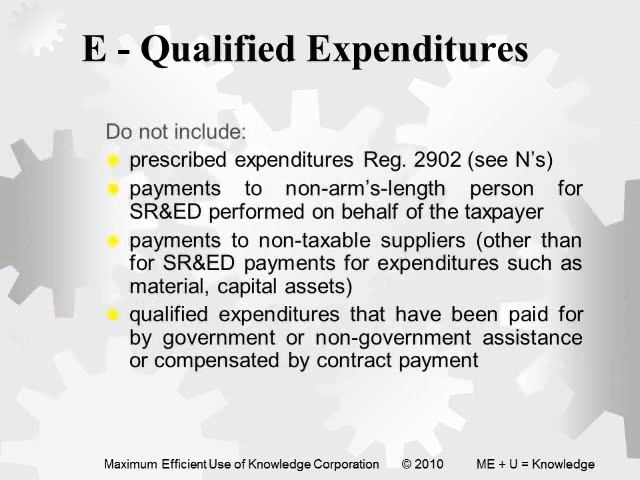 E - Qualified Expenditures
Do not include:
prescribed expenditures Reg. 2902 (see N's)
payments to non-arm's-length person for
SR&ED performed on behalf of the taxpayer
payments to non-taxable suppliers (other than
for SR&ED payments for expenditures such as
material, capital assets)
qualified expenditures that have been paid for
by government or non-government assistance
or compensated by contract payment
Maximum Efficient Use of Knowledge Corporation © 2010 ME + U = Knowledge